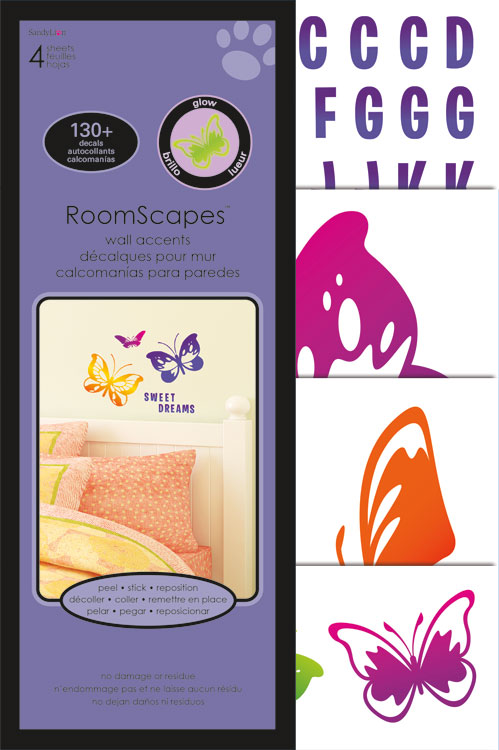 SandyLion
4 sheets
feuilles
hojas
130+
decals
autocollants
calcomanías
glow
brillo
lueur
RoomScapes™
wall accents
décalques pour mur
calcomanías para paredes
SWEET
DREAMS
peel • stick • reposition
décoller • coller • remettre en place
pelar • pegar • reposicionar
no damage or residue
n'endommage pas et ne laisse aucun résidu
no dejan daños ni residuos
C C C D
F G G G